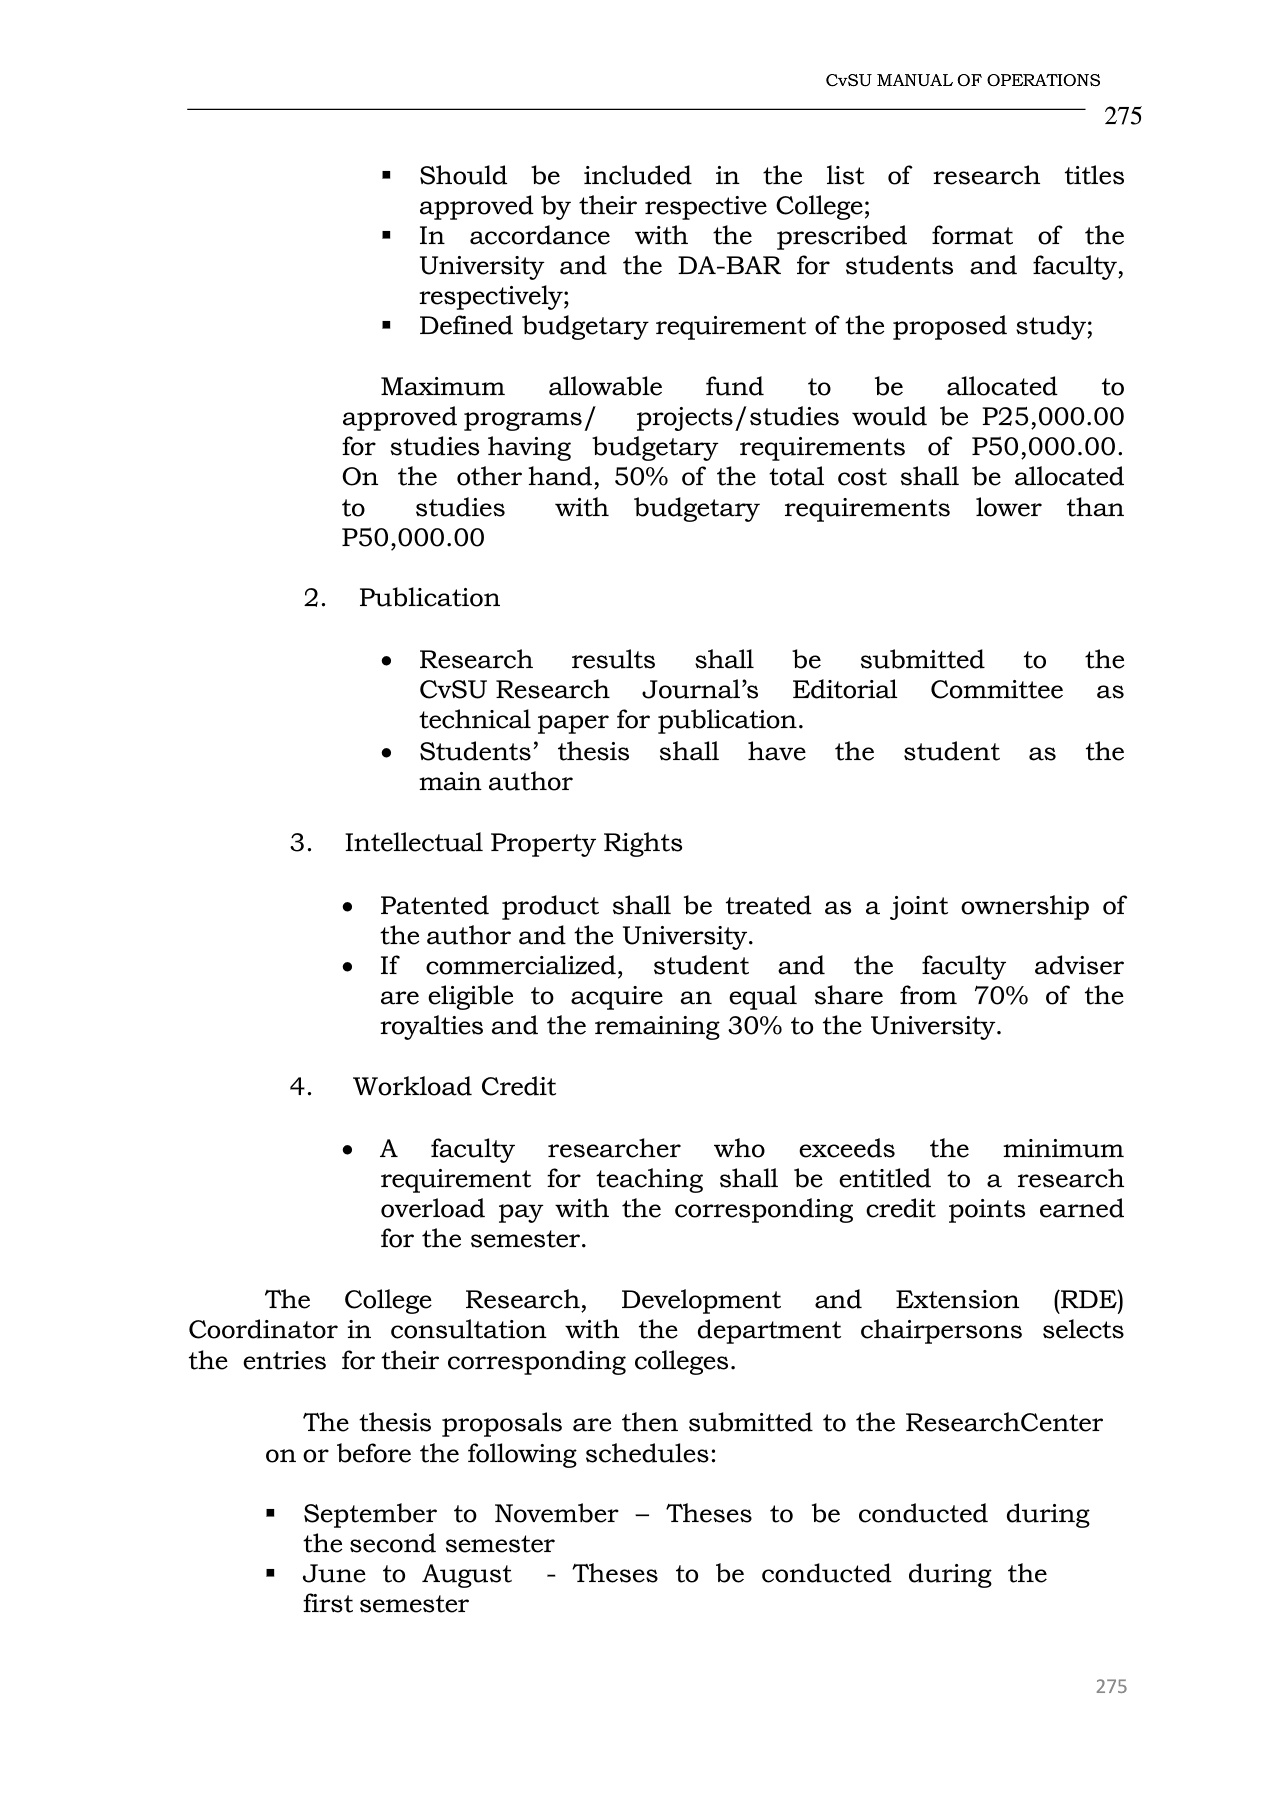 CvSU MANUAL OF OPERATIONS
275
▪ Should be included in the list of research titles
approved by their respective College;
▪ In accordance with the prescribed format of the
University and the DA-BAR for students and faculty,
respectively;
▪ Defined budgetary requirement of the proposed study;
Maximum allowable fund to be allocated to
approved programs/ projects/studies would be P25,000.00
for studies having budgetary requirements of P50,000.00.
On the other hand, 50% of the total cost shall be allocated
to studies with budgetary requirements lower than
P50,000.00
2. Publication
• Research results shall be submitted to the
CvSU Research Journal's Editorial Committee as
technical paper for publication.
• Students' thesis shall have the student as the
main author
3. Intellectual Property Rights
• Patented product shall be treated as a joint ownership of
the author and the University.
• If commercialized, student and the faculty adviser
are eligible to acquire an equal share from 70% of the
royalties and the remaining 30% to the University.
4. Workload Credit
• A faculty researcher who exceeds the minimum
requirement for teaching shall be entitled to a research
overload pay with the corresponding credit points earned
for the semester.
The College Research, Development and Extension (RDE)
Coordinator in consultation with the department chairpersons selects
the entries for their corresponding colleges.
The thesis proposals are then submitted to the ResearchCenter
on or before the following schedules:
▪ September to November – Theses to be conducted during
the second semester
▪ June to August - Theses to be conducted during the
first semester
275